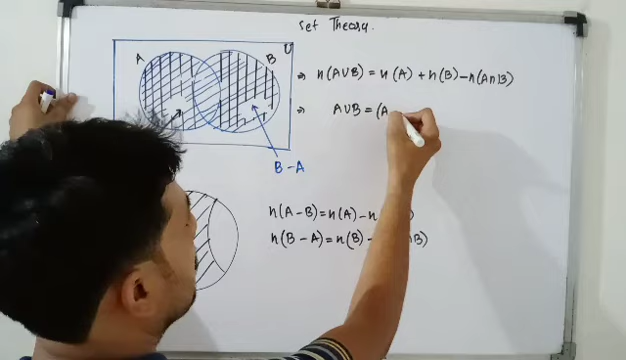 Set Theory.
A
B
U
⇒ n(A∪B) = n(A) + n(B) - n(A∩B)
⇒ A∪B = (A
B - A
n(A - B) = n(A) - n
n(B - A) = n(B) - B)